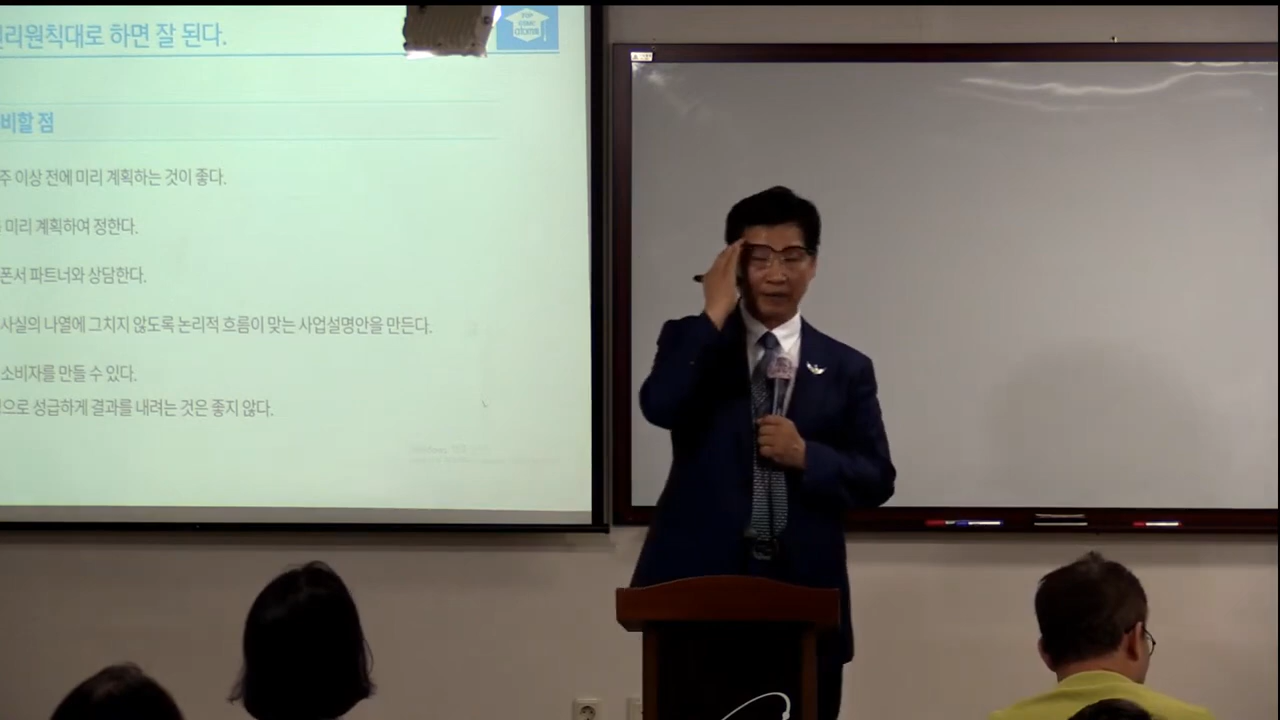 리원칙대로 하면 잘 된다.
비할 점
주 이상 전에 미리 계획하는 것이 좋다.
미리 계획하여 정한다.
폰서 파트너와 상담한다.
사실의 나열에 그치지 않도록 논리적 흐름이 맞는 사업설명안을 만든다.
소비자를 만들 수 있다.
으로 성급하게 결과를 내려는 것은 좋지 않다.